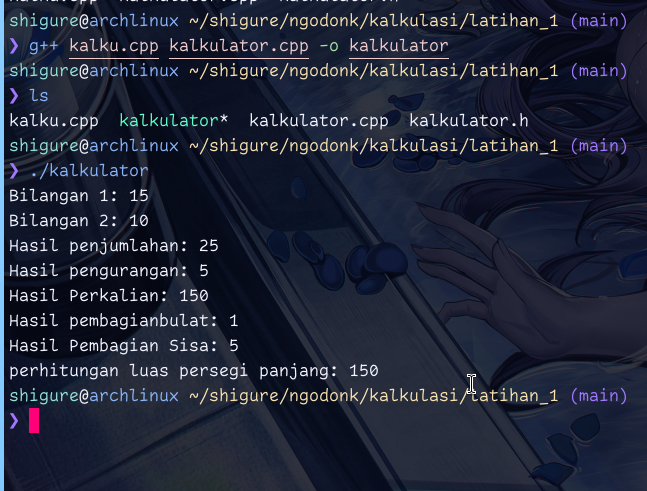 shigure@archlinux ~/shigure/ngodonk/kalkulasi/latihan_1 (main)
❯ g++ kalku.cpp kalkulator.cpp -o kalkulator
shigure@archlinux ~/shigure/ngodonk/kalkulasi/latihan_1 (main)
❯ ls
kalku.cpp  kalkulator*  kalkulator.cpp  kalkulator.h
shigure@archlinux ~/shigure/ngodonk/kalkulasi/latihan_1 (main)
❯ ./kalkulator
Bilangan 1: 15
Bilangan 2: 10
Hasil penjumlahan: 25
Hasil pengurangan: 5
Hasil Perkalian: 150
Hasil pembagianbulat: 1
Hasil Pembagian Sisa: 5
perhitungan luas persegi panjang: 150
shigure@archlinux ~/shigure/ngodonk/kalkulasi/latihan_1 (main)
❯